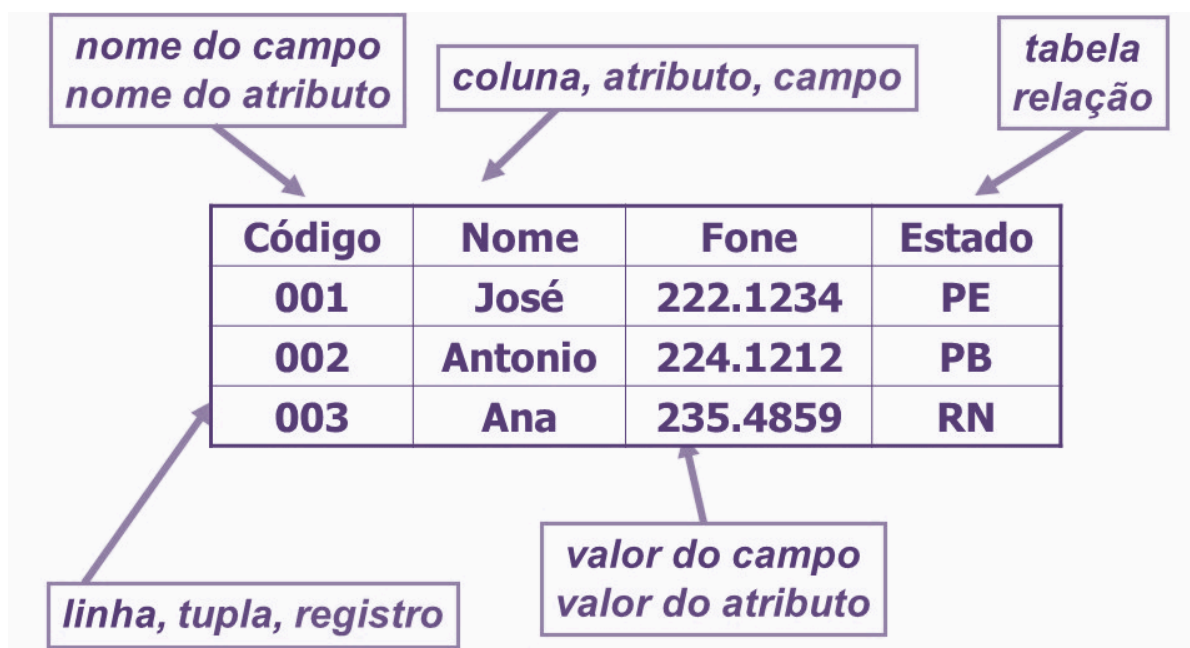 nome do campo
nome do atributo
coluna, atributo, campo
tabela
relação
Código Nome Fone Estado
001 José 222.1234 PE
002 Antonio 224.1212 PB
003 Ana 235.4859 RN
valor do campo
valor do atributo
linha, tupla, registro